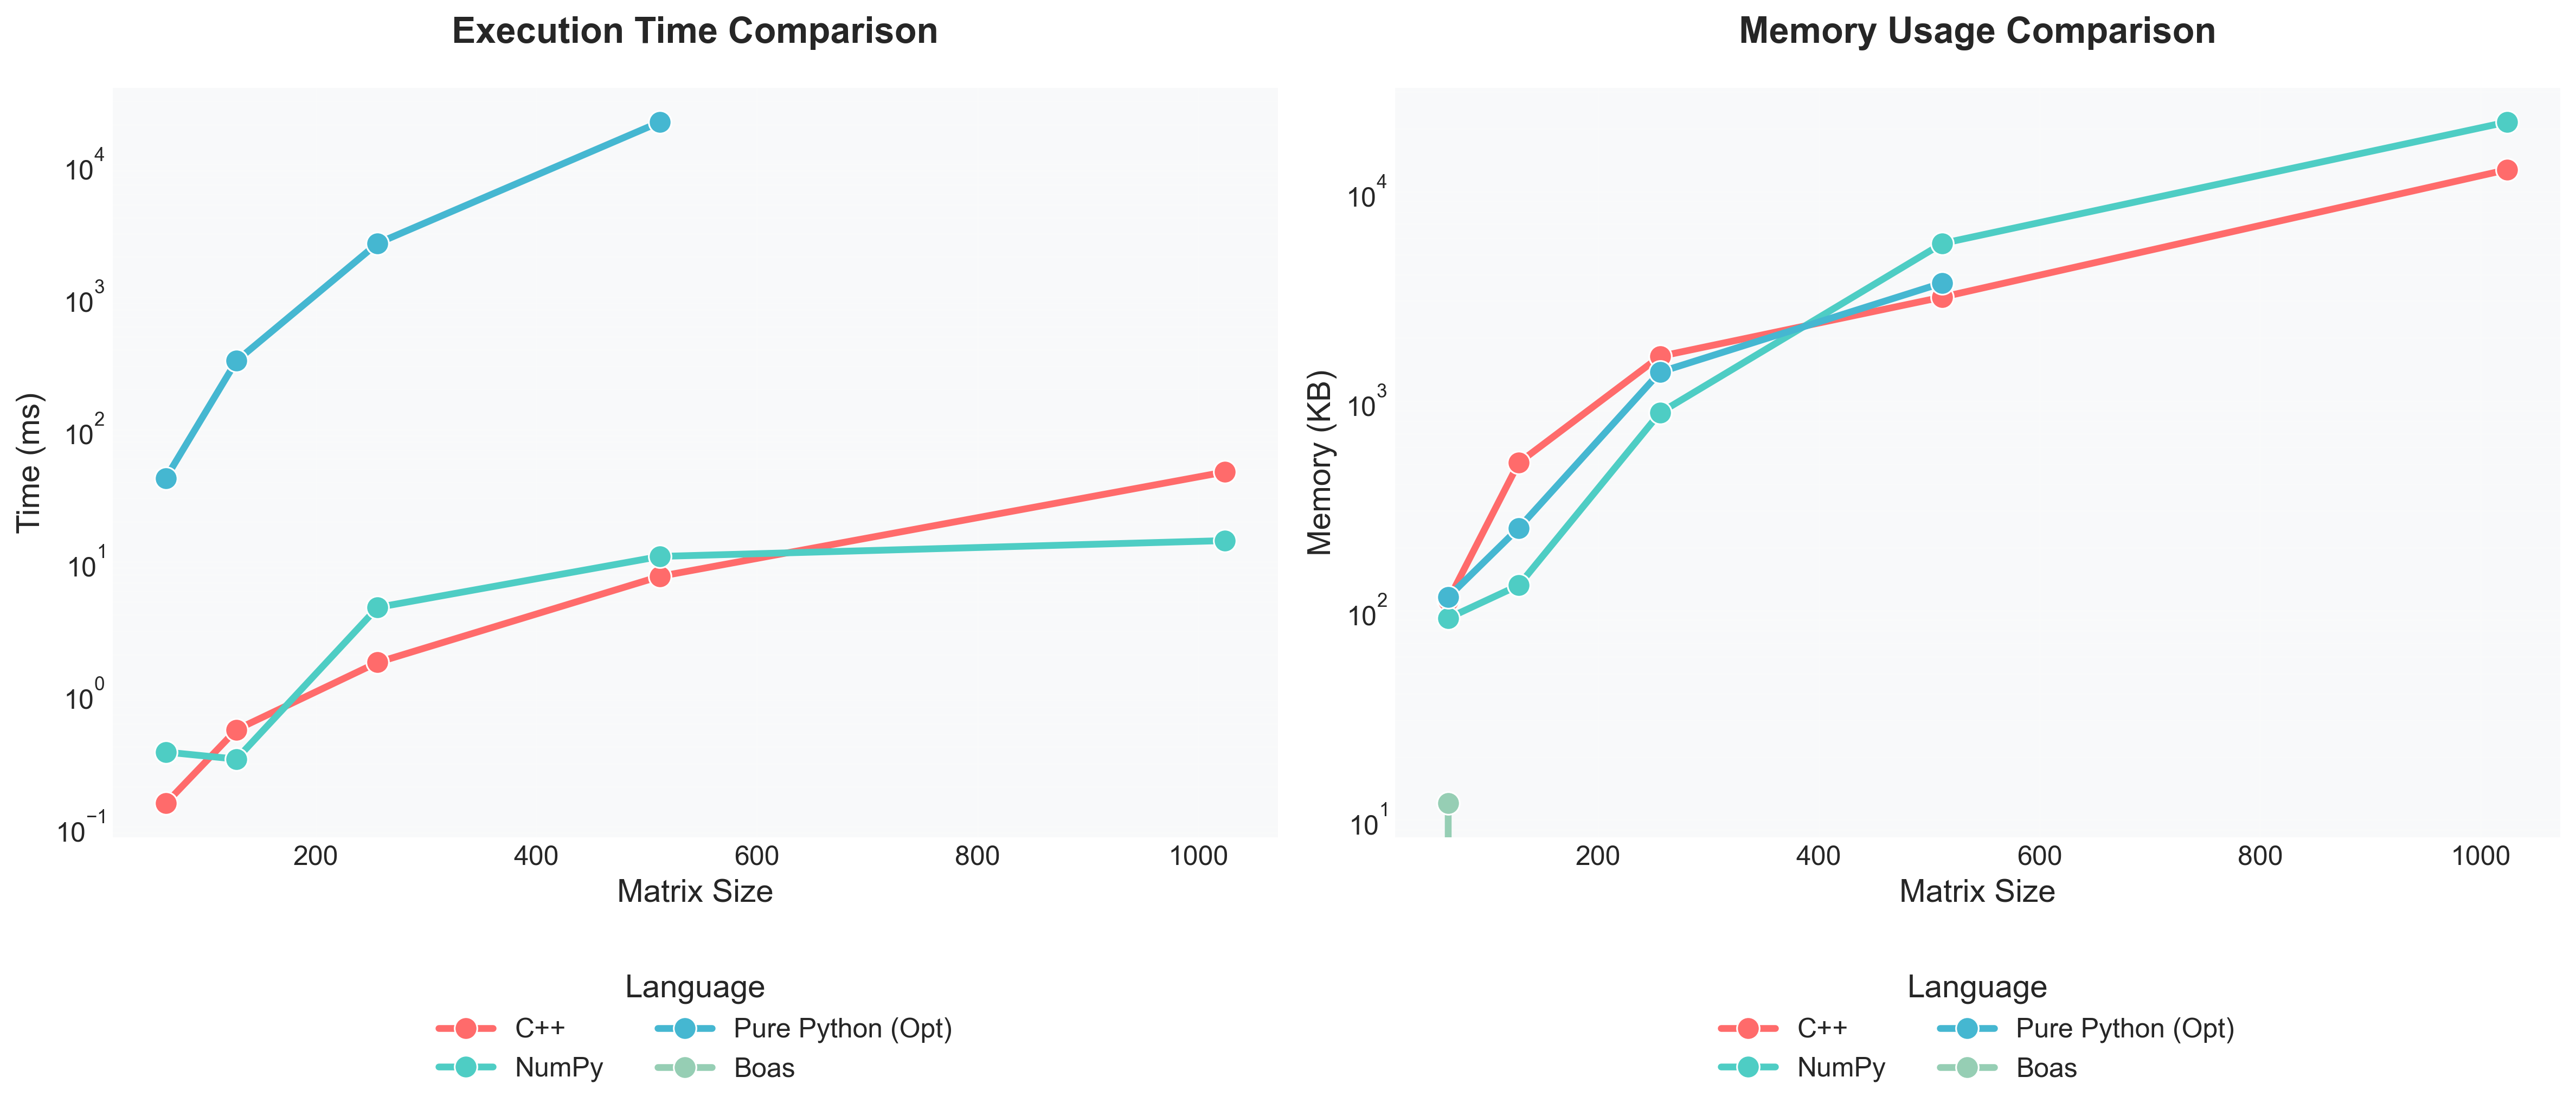 Execution Time Comparison
Time (ms)
10^4
10^3
10^2
10^1
10^0
10^−1
200 400 600 800 1000
Matrix Size
Language
C++ Pure Python (Opt)
NumPy Boas
Memory Usage Comparison
Memory (KB)
10^4
10^3
10^2
10^1
200 400 600 800 1000
Matrix Size
Language
C++ Pure Python (Opt)
NumPy Boas